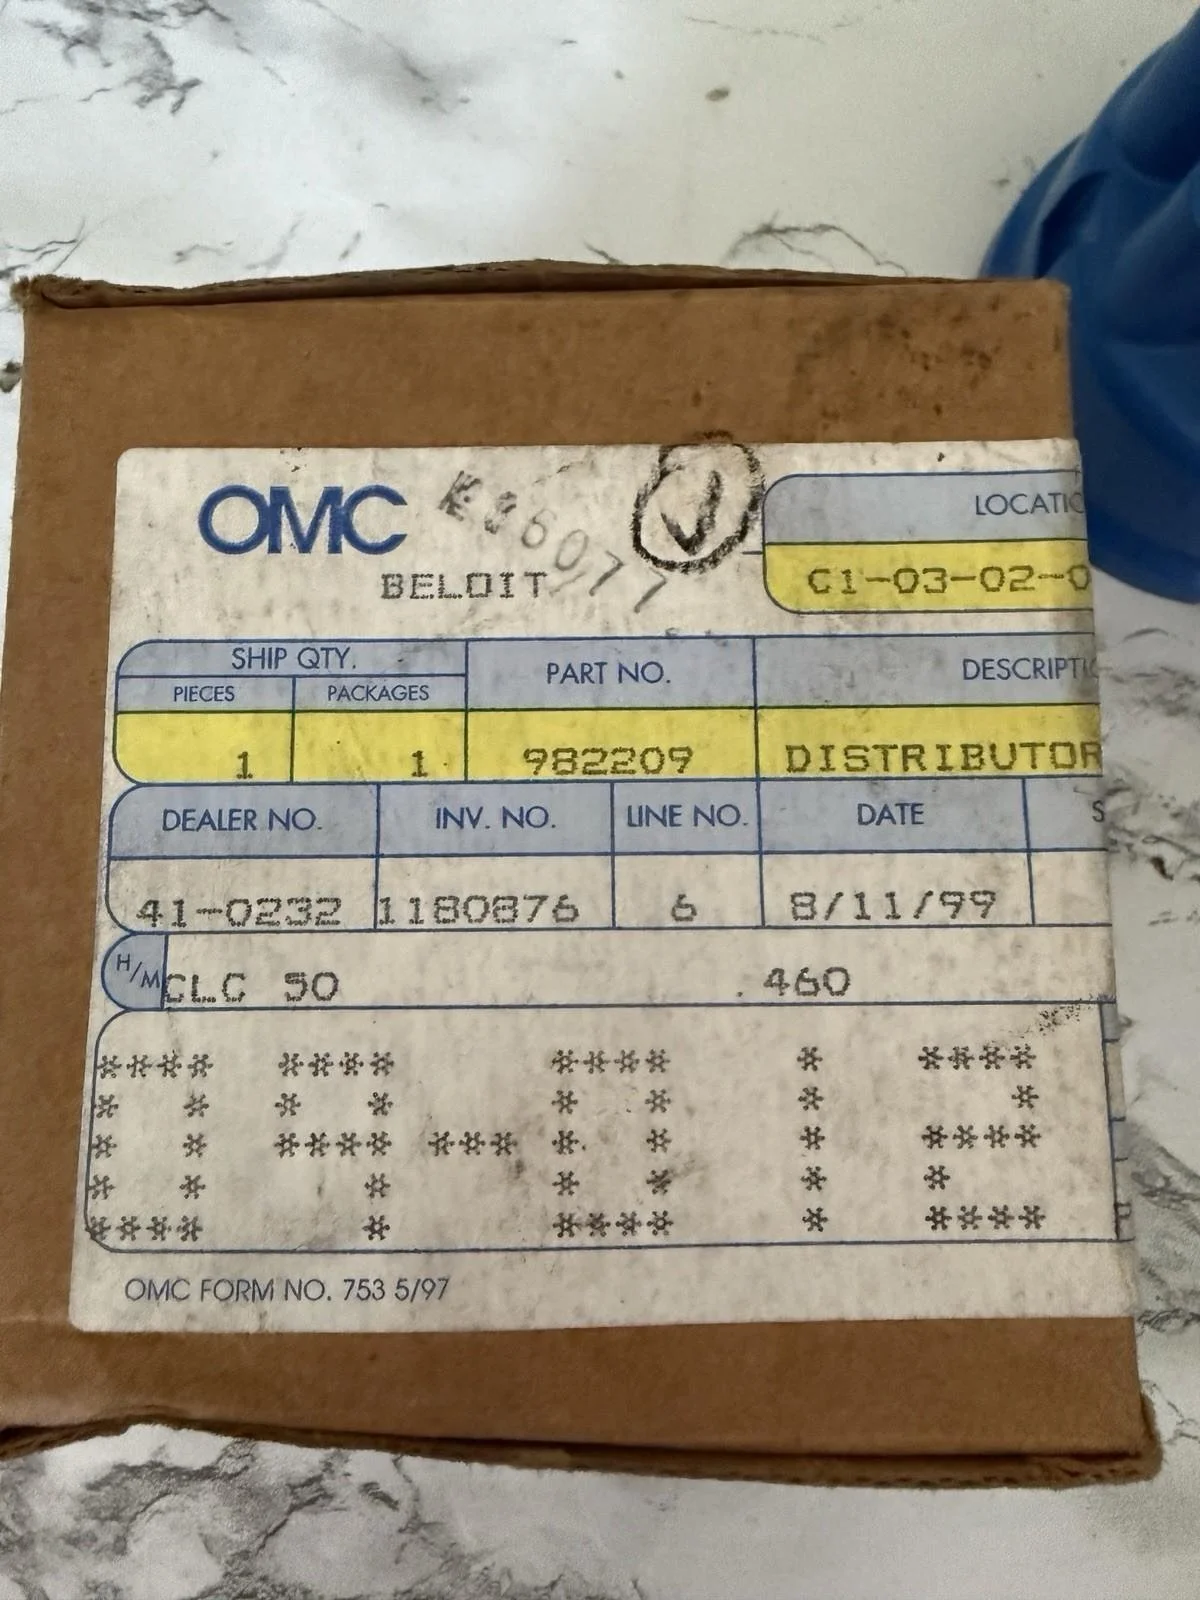 OMC
BELOIT
LOCATIO
C1-03-02-0
SHIP QTY. PART NO. DESCRIPTIO
PIECES PACKAGES
1 1 982209 DISTRIBUTOR
DEALER NO. INV. NO. LINE NO. DATE S
41-0232 1180876 6 8/11/99
H/M CLC 50 .460
**** **** **** * ****
* * * * * * * *
* * **** *** * * * ****
* * * * * * *
**** * **** * ****
OMC FORM NO. 753 5/97